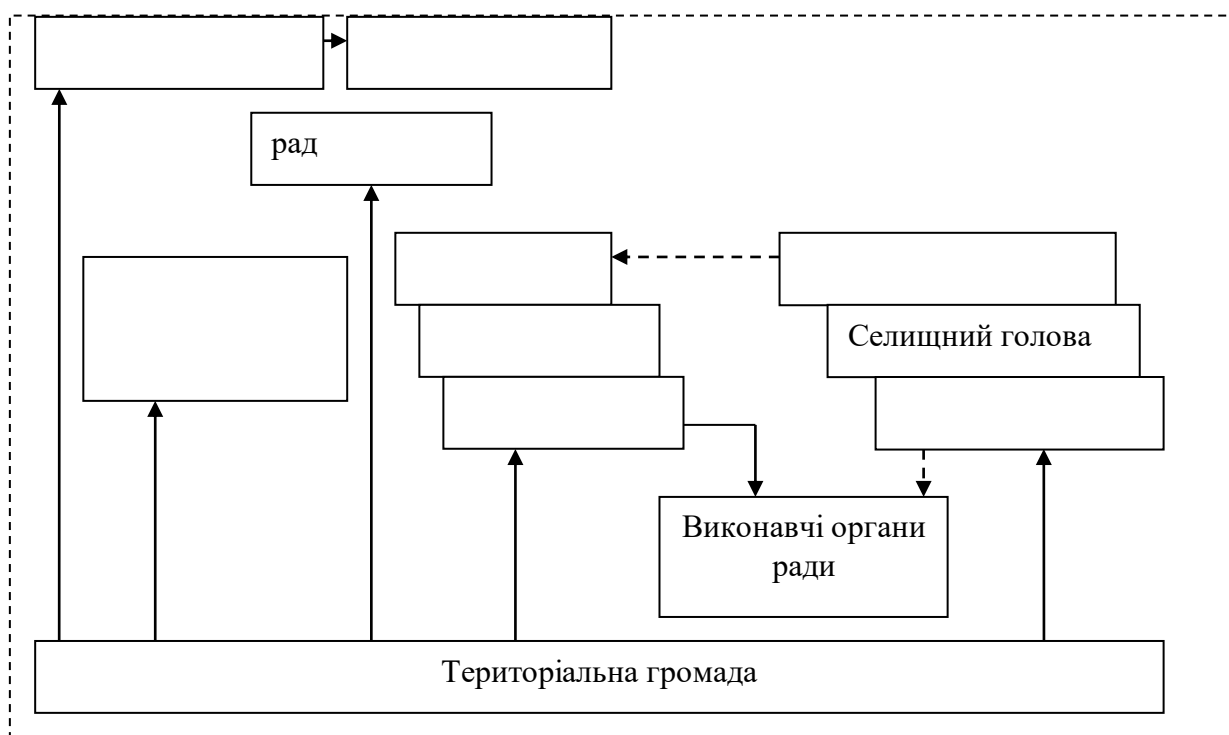 рад
Селищний голова
Виконавчі органи
ради
Територіальна громада